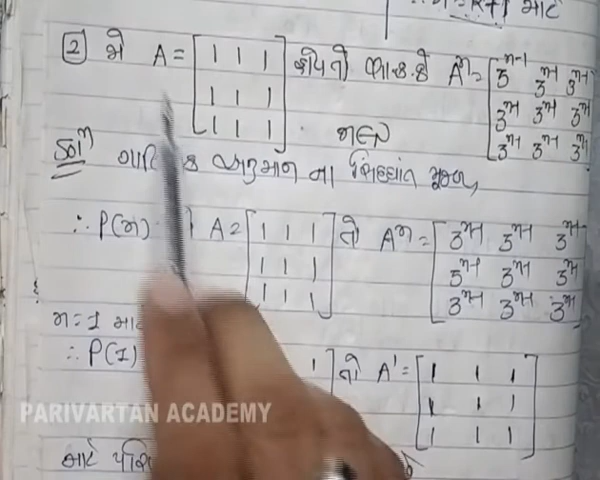 ∴ n = k+1 માટે
[2] જો A = [1 1 1 હોય તો સા.ક.કે Aⁿ = [3ⁿ⁻¹ 3ⁿ⁻¹ 3ⁿ⁻¹
1 1 1 3ⁿ⁻¹ 3ⁿ⁻¹ 3ⁿ⁻¹
1 1 1]. n∈N 3ⁿ⁻¹ 3ⁿ⁻¹ 3ⁿ⁻¹]
Solⁿ ગાણિ ક અનુમાન ના સિદ્ધાંત મુજબ,
∴ P(n) A = [1 1 1 તો Aⁿ = [3ⁿ⁻¹ 3ⁿ⁻¹ 3ⁿ⁻¹
1 1 1 3ⁿ⁻¹ 3ⁿ⁻¹ 3ⁿ⁻¹
1 1 1] 3ⁿ⁻¹ 3ⁿ⁻¹ 3ⁿ⁻¹]
n = 1 મા
∴ P(1) 1] તો A¹ = [1 1 1
1 1 1
1 1 1]
PARIVARTAN ACADEMY
માટે